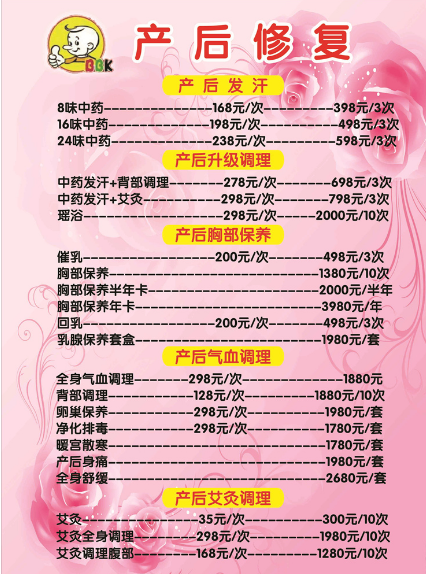 BBK
产后修复
产后发汗
8味中药----------------168元/次----------398元/3次
16味中药---------------198元/次-----------498元/3次
24味中药---------------238元/次-----------598元/3次
产后升级调理
中药发汗+背部调理--------278元/次--------698元/3次
中药发汗+艾灸-----------298元/次--------798元/3次
瑶浴--------------------298元/次------2000元/10次
产后胸部保养
催乳-------------------200元/次--------498元/3次
胸部保养-------------------------------1380元/10次
胸部保养半年卡-------------------------2000元/半年
胸部保养年卡---------------------------3980元/年
回乳-------------------200元/次--------498元/3次
乳腺保养套盒---------------------------1980元/套
产后气血调理
全身气血调理--------298元/次---------------1880元
背部调理-------------128元/次----------1880元/10次
卵巢保养-------------298元/次-----------1980元/套
净化排毒-------------298元/次-----------1780元/套
暖宫散寒--------------------------------1780元/套
产后身痛--------------------------------1980元/套
全身舒缓--------------------------------2680元/套
产后艾灸调理
艾灸-----------------35元/次-----------300元/10次
艾灸全身调理---------298元/次----------1980元/10次
艾灸调理腹部---------168元/次----------1280元/10次